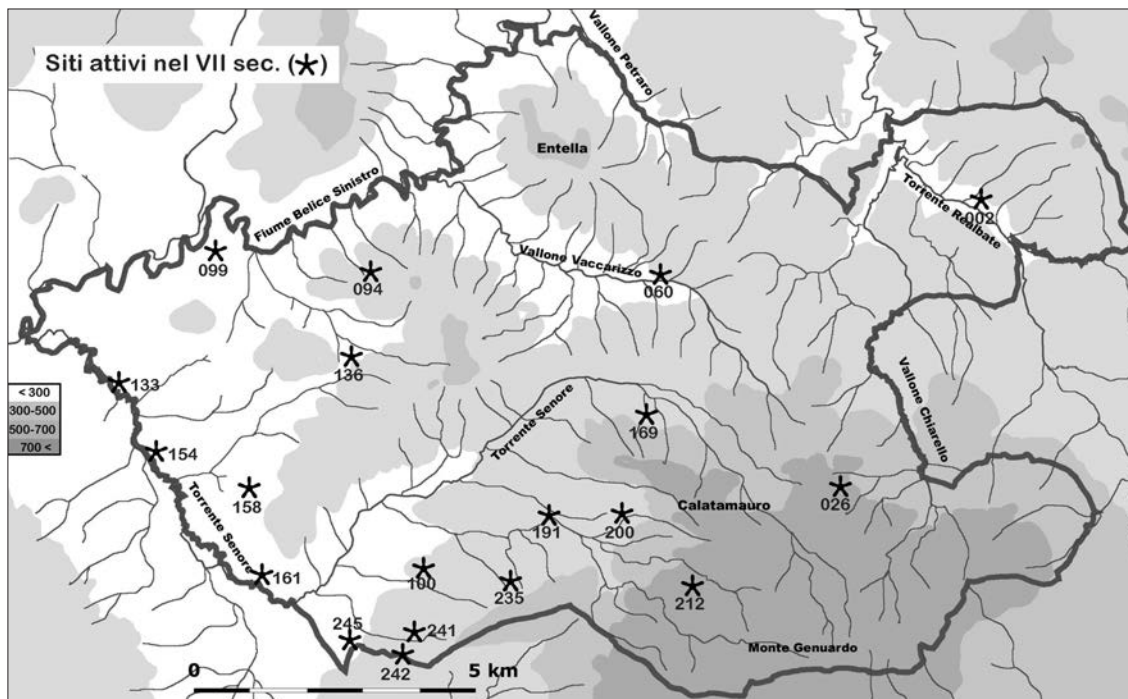 Siti attivi nel VII sec. (★)
Vallone Petraro
Entella
Fiume Belice Sinistro
Torrente Realbate
002
099
094
Vallone Vaccarizzo
060
136
133
< 300
300-500
500-700
700 <
Torrente Senore
Vallone Chiarello
169
154
158
Calatamauro
026
Torrente Senore
191
200
161
100
235
212
245
241
242
Monte Genuardo
0
5 km